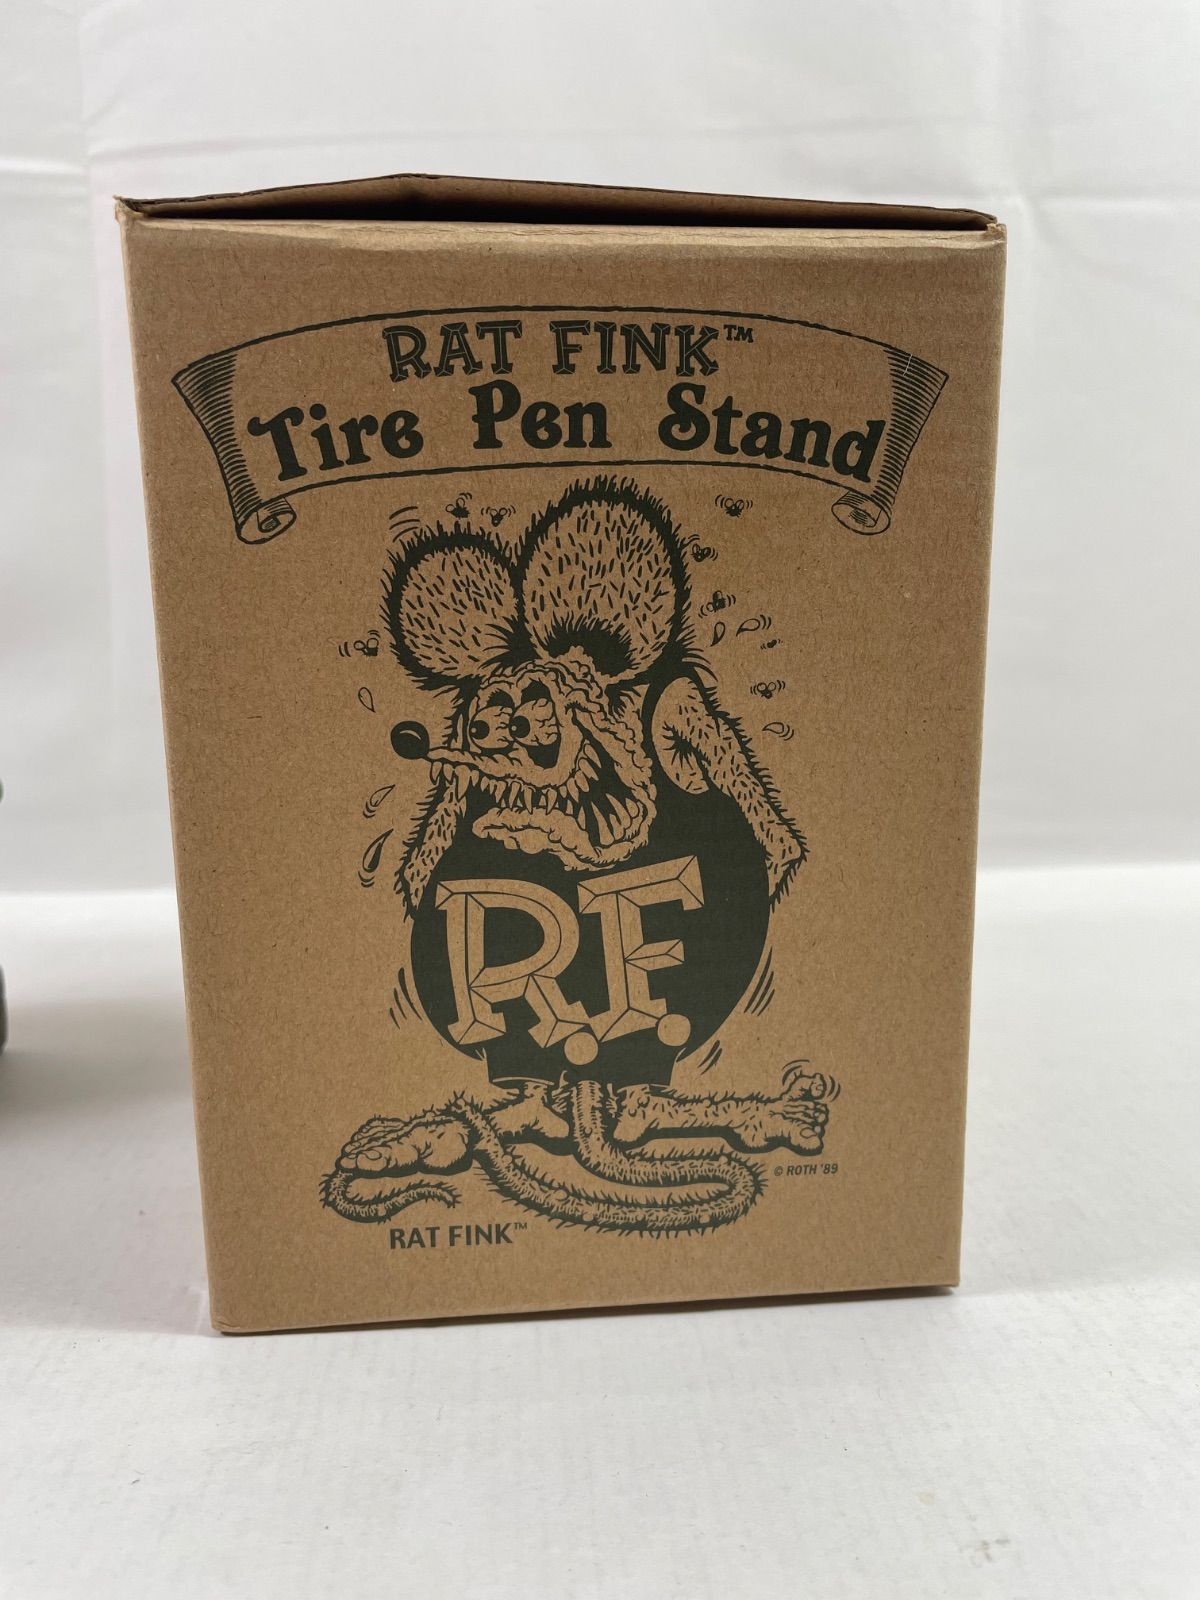 RAT FINK™
Tire Pen Stand
R.F.
© ROTH '89
RAT FINK™